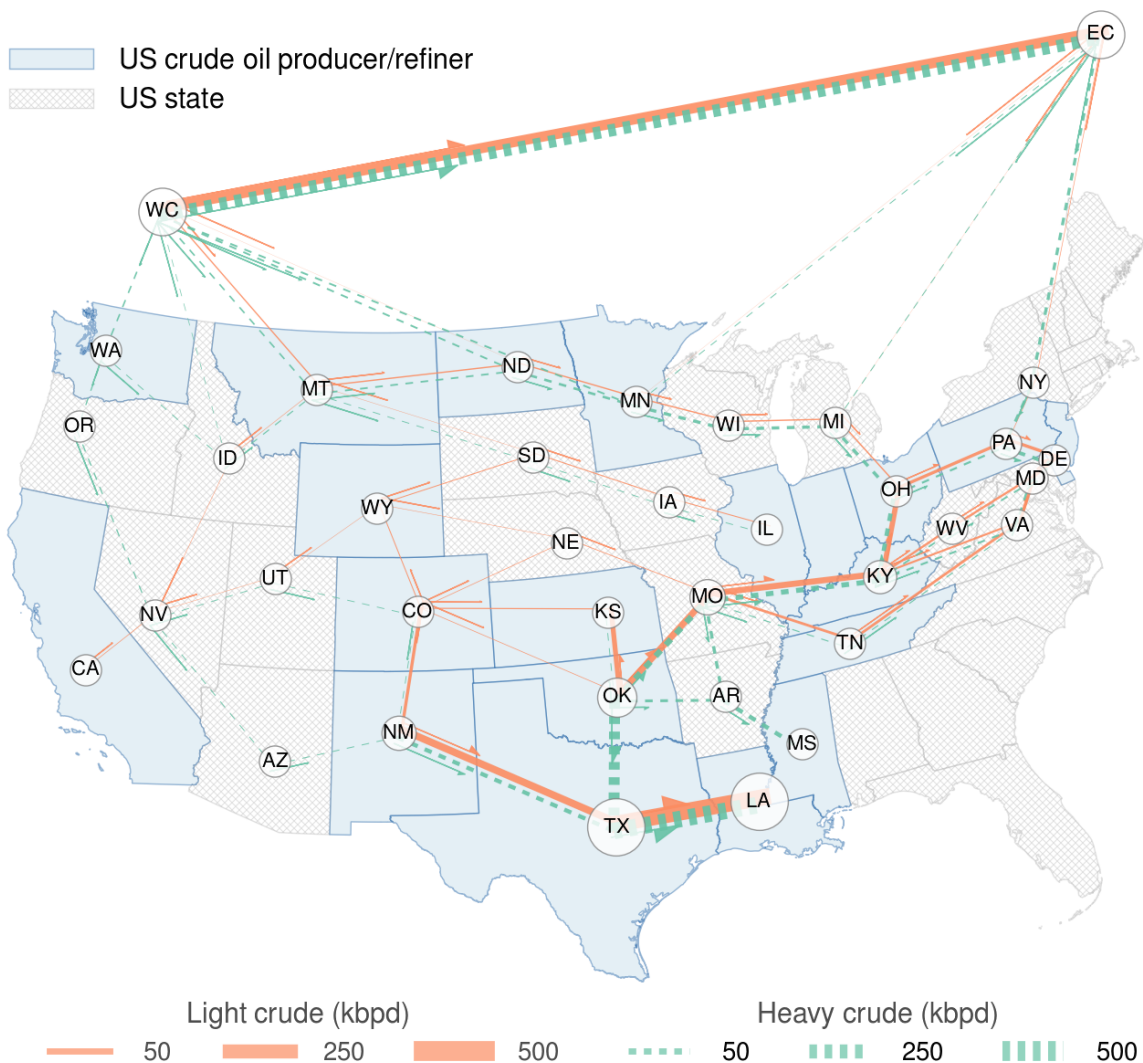 EC
US crude oil producer/refiner
US state
WC
WA
ND
NY
MT
MN
OR
WI
MI
PA
ID
SD
DE
MD
OH
WY
IA
IL
VA
WV
NE
UT
KY
NV
CO
KS
MO
TN
CA
OK
AR
NM
MS
AZ
LA
TX
Light crude (kbpd) Heavy crude (kbpd)
50 250 500 50 250 500